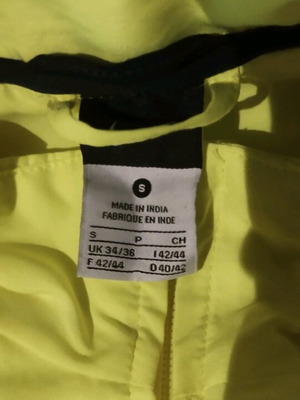 S
MADE IN INDIA
FABRIQUE EN INDE
S P CH
UK 34/36 I 42/44
F 42/44 D 40/42